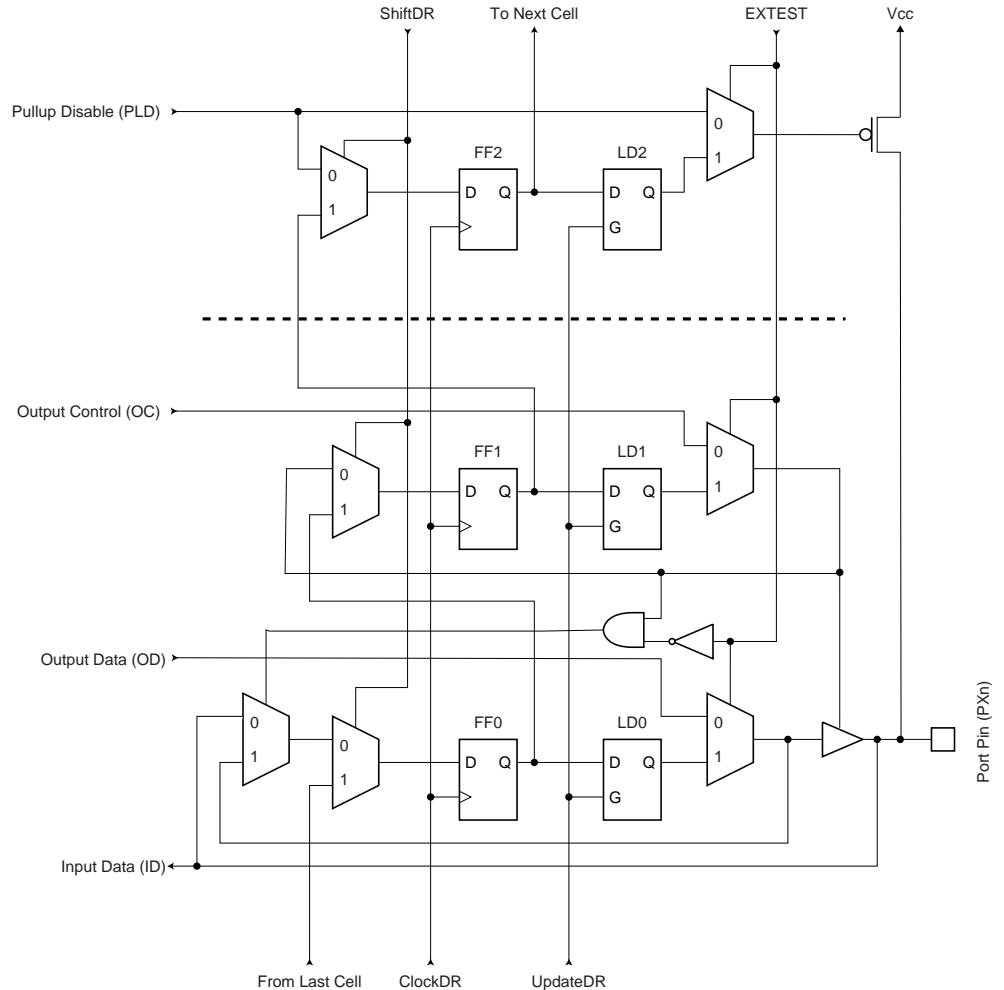 ShiftDR
To Next Cell
EXTEST
Vcc
Pullup Disable (PLD)
0
1
FF2
D Q
LD2
D Q
G
0
1
Output Control (OC)
0
1
FF1
D Q
LD1
D Q
G
0
1
Output Data (OD)
0
1
0
1
FF0
D Q
LD0
D Q
G
0
1
Port Pin (PXn)
Input Data (ID)
From Last Cell
ClockDR
UpdateDR